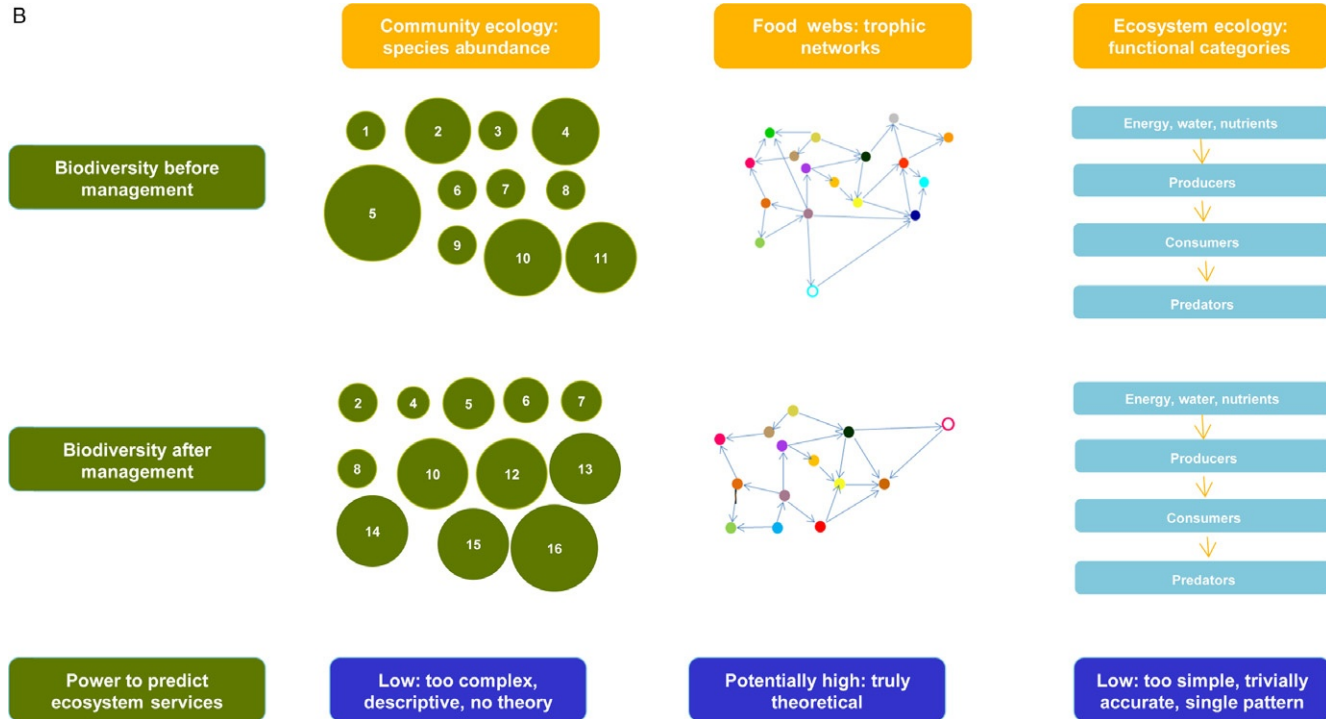 B
Community ecology:
species abundance
Food webs: trophic
networks
Ecosystem ecology:
functional categories
Biodiversity before
management
1
2
3
4
5
6
7
8
9
10
11
Energy, water, nutrients
Producers
Consumers
Predators
Biodiversity after
management
2
4
5
6
7
8
10
12
13
14
15
16
Energy, water, nutrients
Producers
Consumers
Predators
Power to predict
ecosystem services
Low: too complex,
descriptive, no theory
Potentially high: truly
theoretical
Low: too simple, trivially
accurate, single pattern